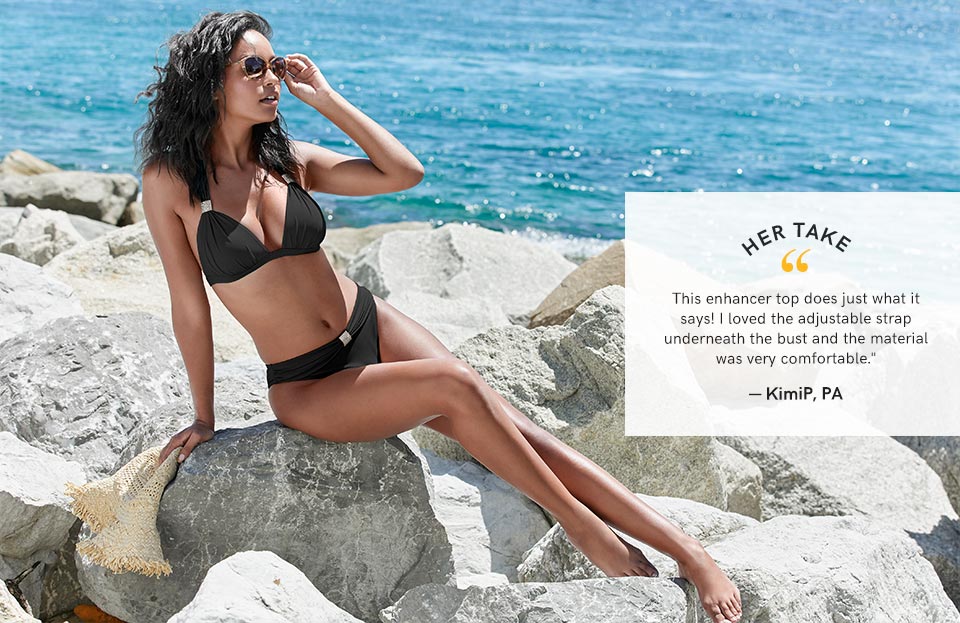 HER TAKE
“
This enhancer top does just what it
says! I loved the adjustable strap
underneath the bust and the material
was very comfortable."
— KimiP, PA